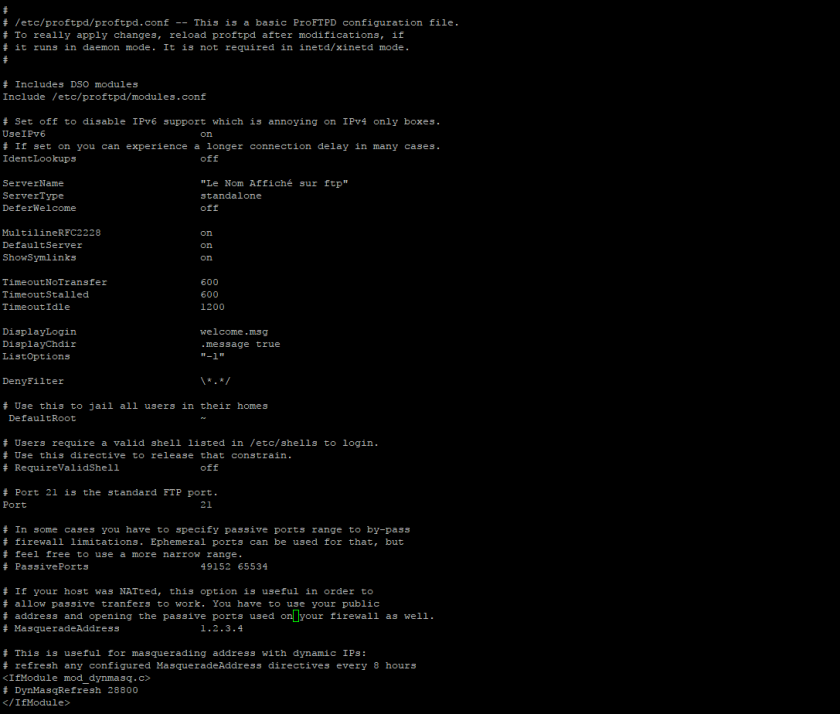 #
# /etc/proftpd/proftpd.conf -- This is a basic ProFTPD configuration file.
# To really apply changes, reload proftpd after modifications, if
# it runs in daemon mode. It is not required in inetd/xinetd mode.
#
# Includes DSO modules
Include /etc/proftpd/modules.conf
# Set off to disable IPv6 support which is annoying on IPv4 only boxes.
UseIPv6 on
# If set on you can experience a longer connection delay in many cases.
IdentLookups off
ServerName "Le Nom Affiché sur ftp"
ServerType standalone
DeferWelcome off
MultilineRFC2228 on
DefaultServer on
ShowSymlinks on
TimeoutNoTransfer 600
TimeoutStalled 600
TimeoutIdle 1200
DisplayLogin welcome.msg
DisplayChdir .message true
ListOptions "-l"
DenyFilter \*.*/
# Use this to jail all users in their homes
DefaultRoot ~
# Users require a valid shell listed in /etc/shells to login.
# Use this directive to release that constrain.
# RequireValidShell off
# Port 21 is the standard FTP port.
Port 21
# In some cases you have to specify passive ports range to by-pass
# firewall limitations. Ephemeral ports can be used for that, but
# feel free to use a more narrow range.
# PassivePorts 49152 65534
# If your host was NATted, this option is useful in order to
# allow passive tranfers to work. You have to use your public
# address and opening the passive ports used on your firewall as well.
# MasqueradeAddress 1.2.3.4
# This is useful for masquerading address with dynamic IPs:
# refresh any configured MasqueradeAddress directives every 8 hours
<IfModule mod_dynmasq.c>
# DynMasqRefresh 28800
</IfModule>